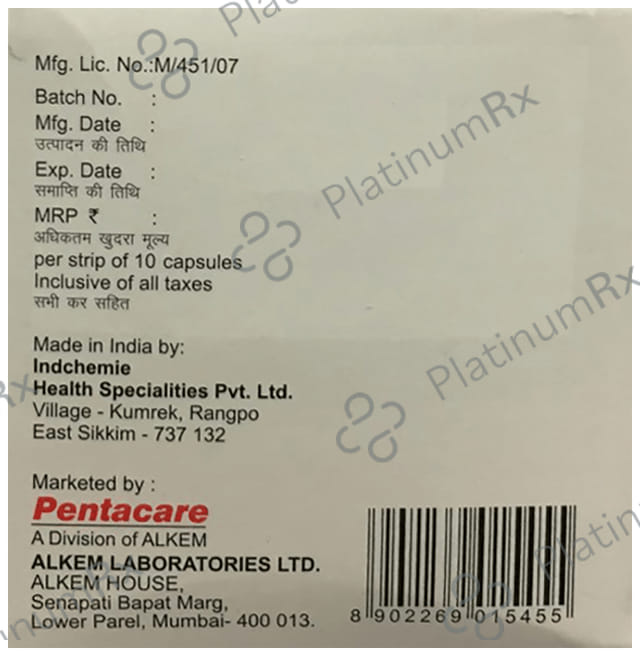 Mfg. Lic. No.:M/451/07
Batch No. :
Mfg. Date :
उत्पादन की तिथि
Exp. Date :
समाप्ति की तिथि
MRP ₹ :
अधिकतम खुदरा मूल्य
per strip of 10 capsules
Inclusive of all taxes
सभी कर सहित
Made in India by:
Indchemie
Health Specialities Pvt. Ltd.
Village - Kumrek, Rangpo
East Sikkim - 737 132
Marketed by :
Pentacare
A Division of ALKEM
ALKEM LABORATORIES LTD.
ALKEM HOUSE,
Senapati Bapat Marg,
Lower Parel, Mumbai- 400 013.
8 902269 015455
PlatinumRx
PlatinumRx